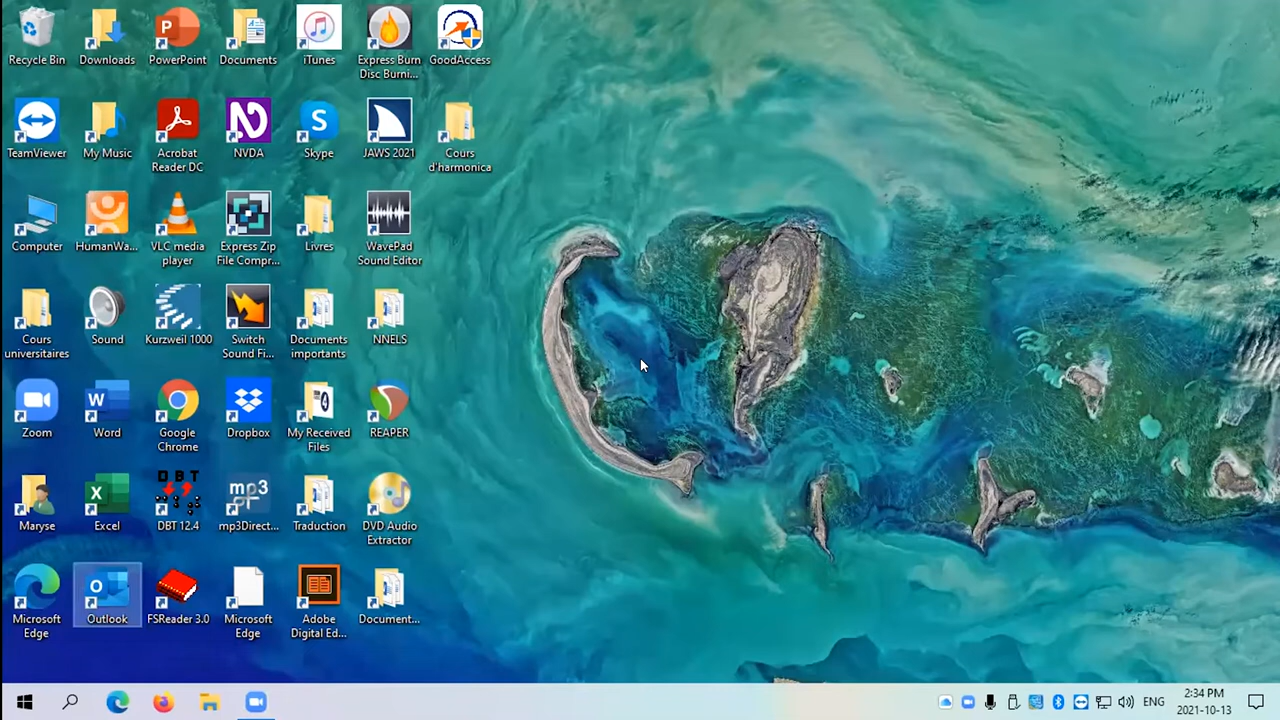 Recycle Bin
Downloads
PowerPoint
Documents
iTunes
Express Burn
Disc Burni...
GoodAccess
TeamViewer
My Music
Acrobat
Reader DC
NVDA
Skype
JAWS 2021
Cours
d'harmonica
Computer
HumanWa...
VLC media
player
Express Zip
File Compr...
Livres
WavePad
Sound Editor
Cours
universitaires
Sound
Kurzweil 1000
Switch
Sound Fi...
Documents
importants
NNELS
Zoom
Word
Google
Chrome
Dropbox
My Received
Files
REAPER
Maryse
Excel
DBT
DBT 12.4
mp3
mp3Direct...
Traduction
DVD Audio
Extractor
Microsoft
Edge
Outlook
FSReader 3.0
Microsoft
Edge
Adobe
Digital Ed...
Document...
ENG
2:34 PM
2021-10-13